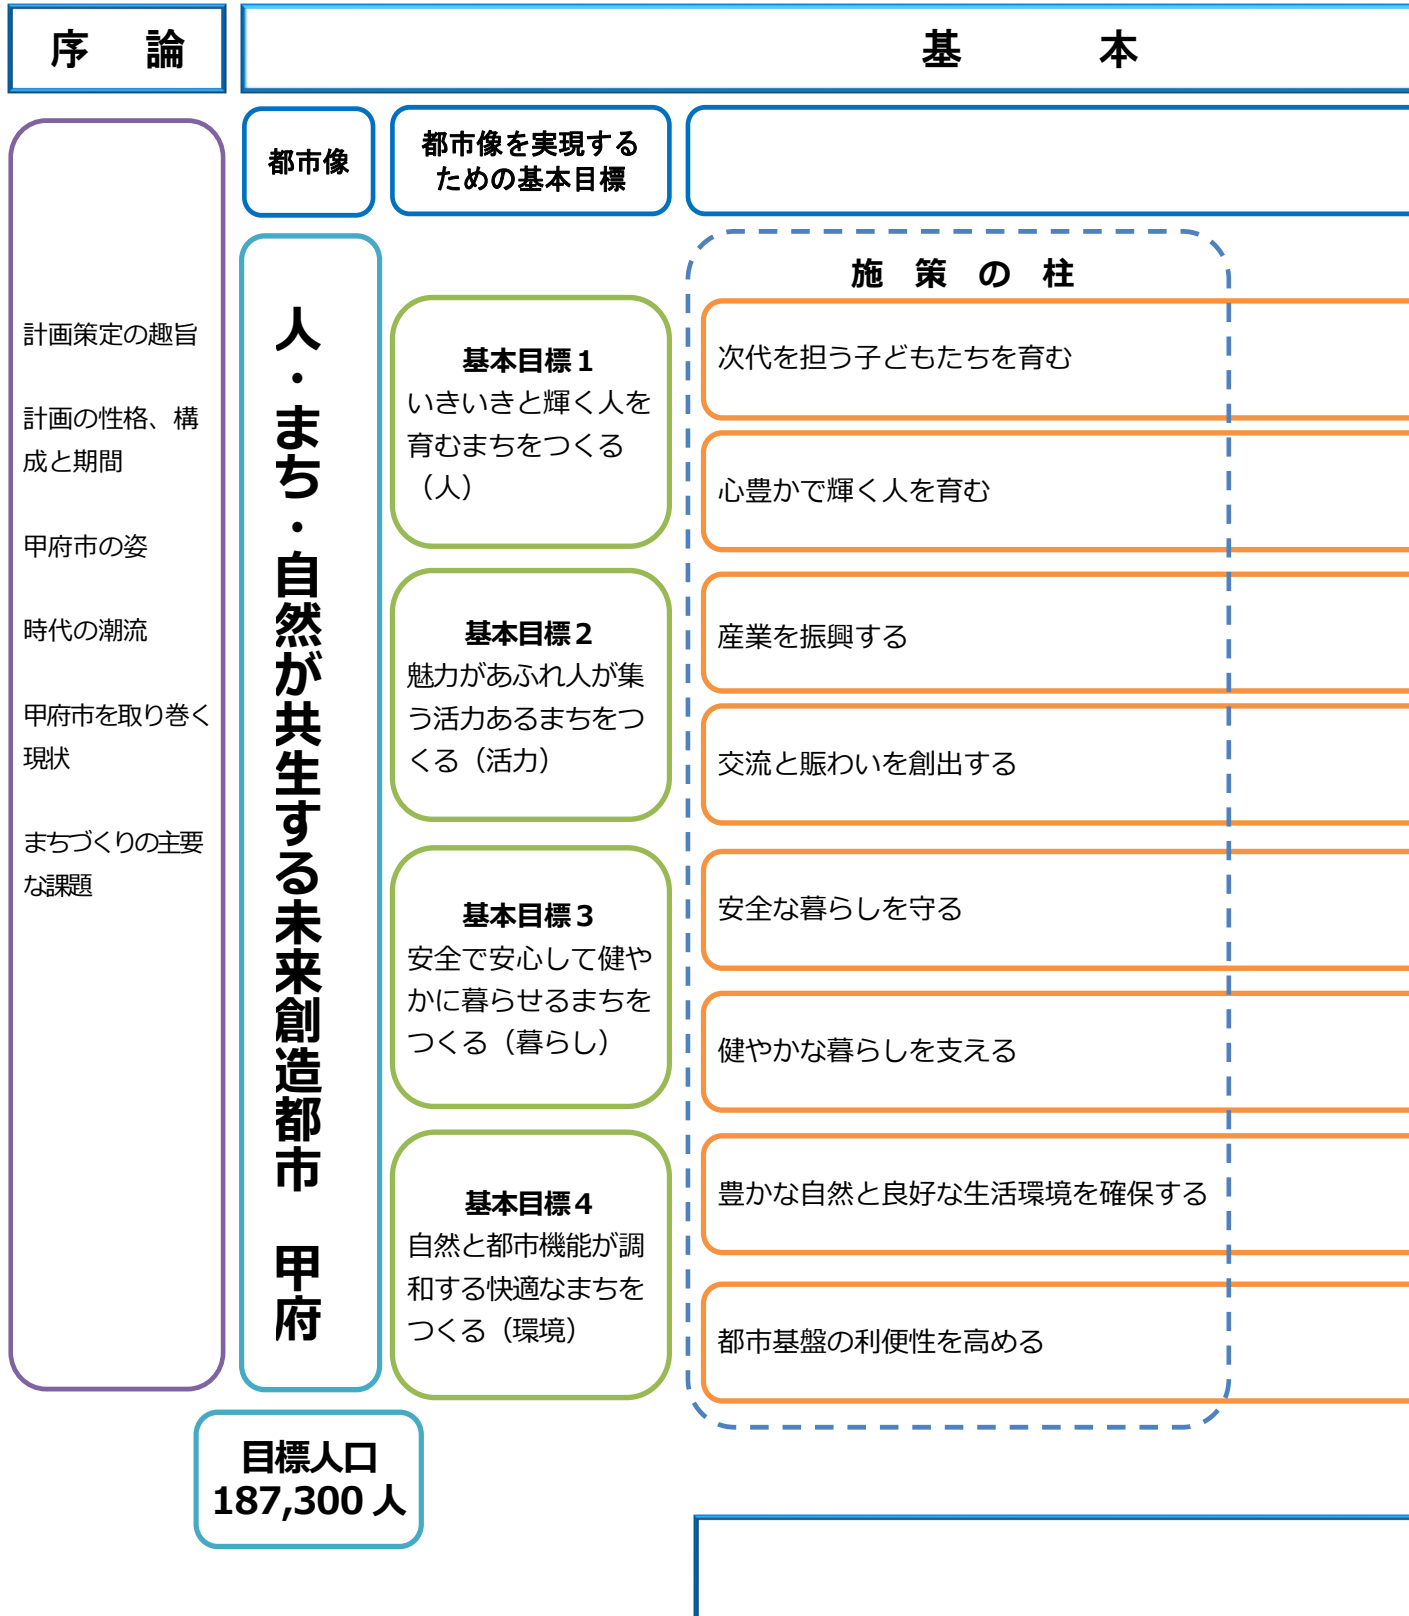 序　論
基　本
都市像
都市像を実現する
ための基本目標
計画策定の趣旨
計画の性格、構
成と期間
甲府市の姿
時代の潮流
甲府市を取り巻く
現状
まちづくりの主要
な課題
人・まち・自然が共生する未来創造都市　甲府
目標人口
187,300人
基本目標１
いきいきと輝く人を
育むまちをつくる
（人）
基本目標２
魅力があふれ人が集
う活力あるまちをつ
くる（活力）
基本目標３
安全で安心して健や
かに暮らせるまちを
つくる（暮らし）
基本目標４
自然と都市機能が調
和する快適なまちを
つくる（環境）
施　策　の　柱
次代を担う子どもたちを育む
心豊かで輝く人を育む
産業を振興する
交流と賑わいを創出する
安全な暮らしを守る
健やかな暮らしを支える
豊かな自然と良好な生活環境を確保する
都市基盤の利便性を高める